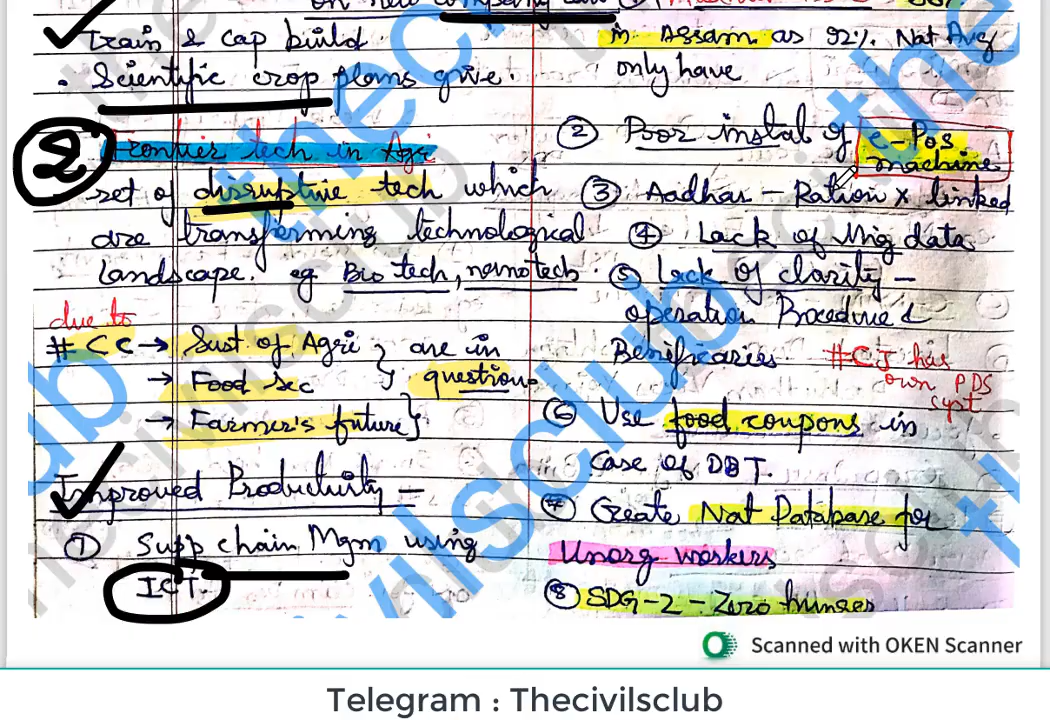 Train & cap build
• Scientific crop plans give.
2 Frontier tech in Agri
set of disruptive tech which
are transforming technological
Landscape. eg Bio tech, nanotech.
due to
# CC → Sust of Agri } are in
→ Food sec } question
→ Farmer's future }
Improved Productivity –
① Supp chain Mgm using
ICT.
in Assam as 92% Nat Avg
only have
② Poor instal of e-Pos
machines
③ Aadhar – Ration x linked
④ Lack of Mig data
⑤ Lack of clarity –
operation Procedure &
Benificaries #CJ has
own PDS
syst
⑥ Use food coupons in
Case of DBT.
Create Nat Database for
Unorg workers
⑧ SDG-2 – Zero hunger
Scanned with OKEN Scanner
Telegram : Thecivilsclub